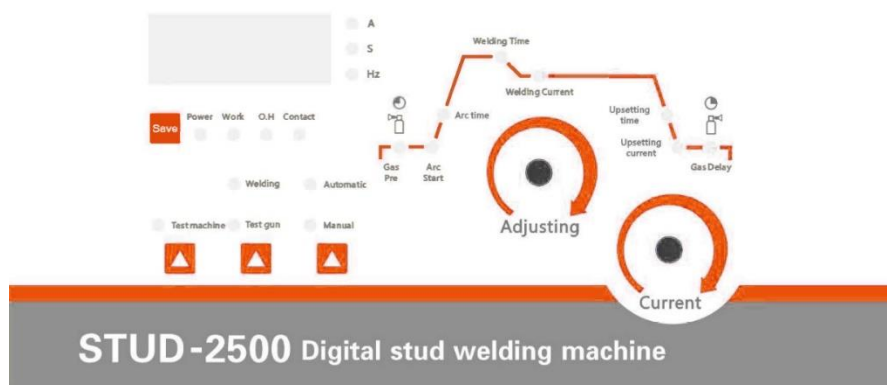 A
S
Hz
Save
Power
Work
O.H
Contact
Welding
Automatic
Test machine
Test gun
Manual
Gas
Pre
Arc
Start
Arc time
Welding Time
Welding Current
Upsetting
time
Upsetting
current
Gas Delay
Adjusting
Current
STUD-2500 Digital stud welding machine